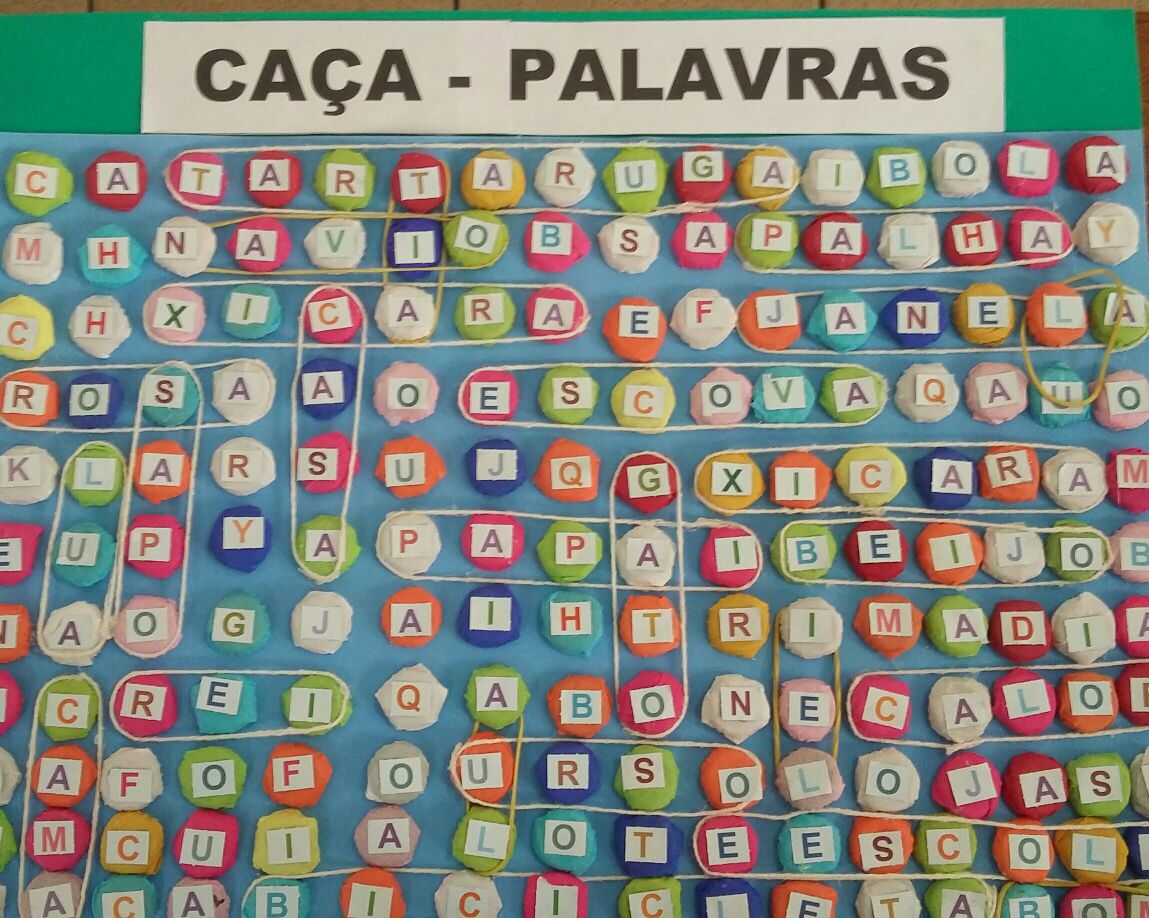 CAÇA - PALAVRAS
C A T A R T A R U G A I B O L A
M H N A V I O B S A P A L H A Y
C H X I C A R A E F J A N E L A
R O S A A O E S C O V A Q A U O
K L A R S U J Q G X I C A R A M
E U P Y A P A P A I B E I J O B
N A O G J A I H T R I M A D I A
C R E I Q A B O N E C A L O
A F O F O U R S O L O J A S
M C U I A L O T E E S C O L
A C A B I C I C L E T A B O M